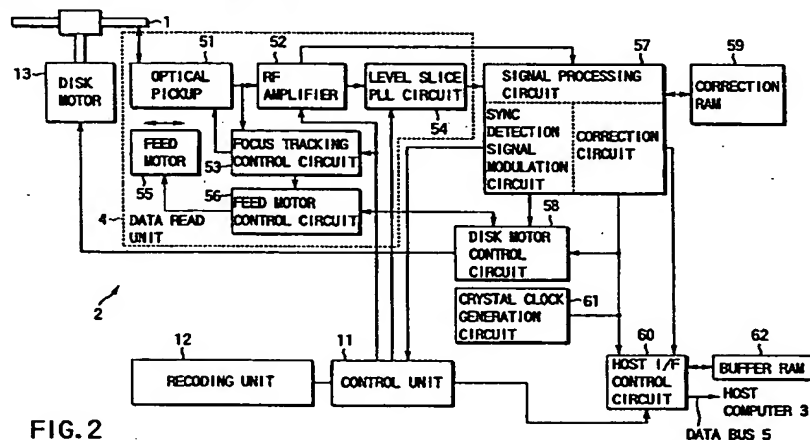 1
51
52
57
59
13
DISK
MOTOR
OPTICAL
PICKUP
RF
AMPLIFIER
LEVEL SLICE
PLL CIRCUIT
54
SIGNAL PROCESSING
CIRCUIT
SYNC
DETECTION
SIGNAL
MODULATION
CIRCUIT
CORRECTION
CIRCUIT
CORRECTION
RAM
FEED
MOTOR
55
53
FOCUS TRACKING
CONTROL CIRCUIT
56
FEED MOTOR
CONTROL CIRCUIT
4
DATA READ
UNIT
58
DISK MOTOR
CONTROL
CIRCUIT
2
CRYSTAL CLOCK
GENERATION
CIRCUIT
61
12
RECODING UNIT
11
CONTROL UNIT
60
HOST I/F
CONTROL
CIRCUIT
62
BUFFER RAM
HOST
COMPUTER 3
DATA BUS 5
FIG.2